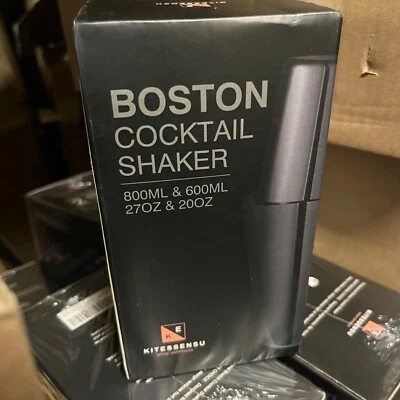 BOSTON
COCKTAIL
SHAKER
800ML & 600ML
27OZ & 20OZ
K E
KITESSENSU